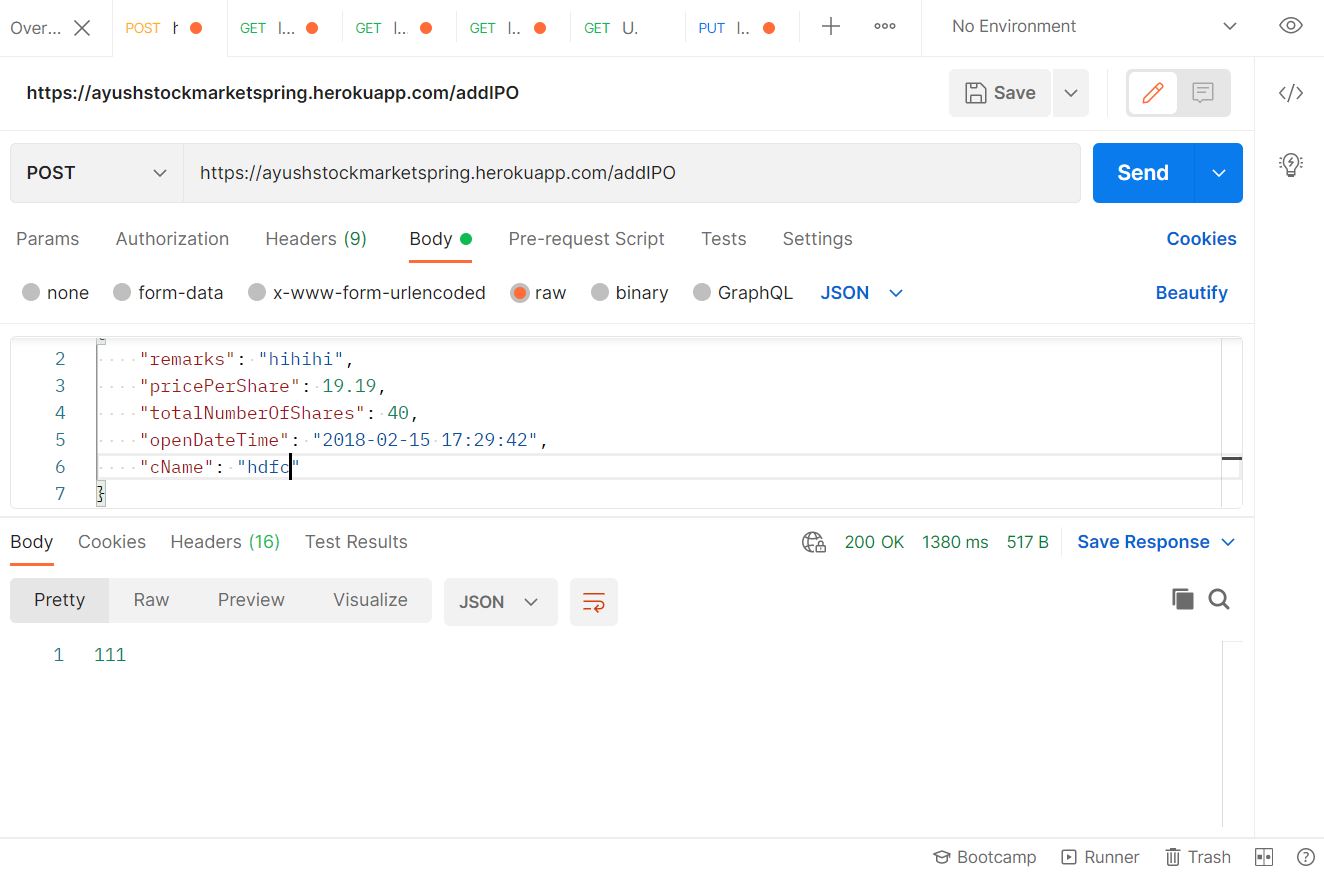 Over... POST h GET I... GET I.. GET I.. GET U. PUT I.. No Environment
https://ayushstockmarketspring.herokuapp.com/addIPO Save
POST https://ayushstockmarketspring.herokuapp.com/addIPO Send
Params Authorization Headers (9) Body Pre-request Script Tests Settings Cookies
none form-data x-www-form-urlencoded raw binary GraphQL JSON Beautify
2 "remarks": "hihihi",
3 "pricePerShare": 19.19,
4 "totalNumberOfShares": 40,
5 "openDateTime": "2018-02-15 17:29:42",
6 "cName": "hdfc"
7 }
Body Cookies Headers (16) Test Results 200 OK 1380 ms 517 B Save Response
Pretty Raw Preview Visualize JSON
1 111
Bootcamp Runner Trash